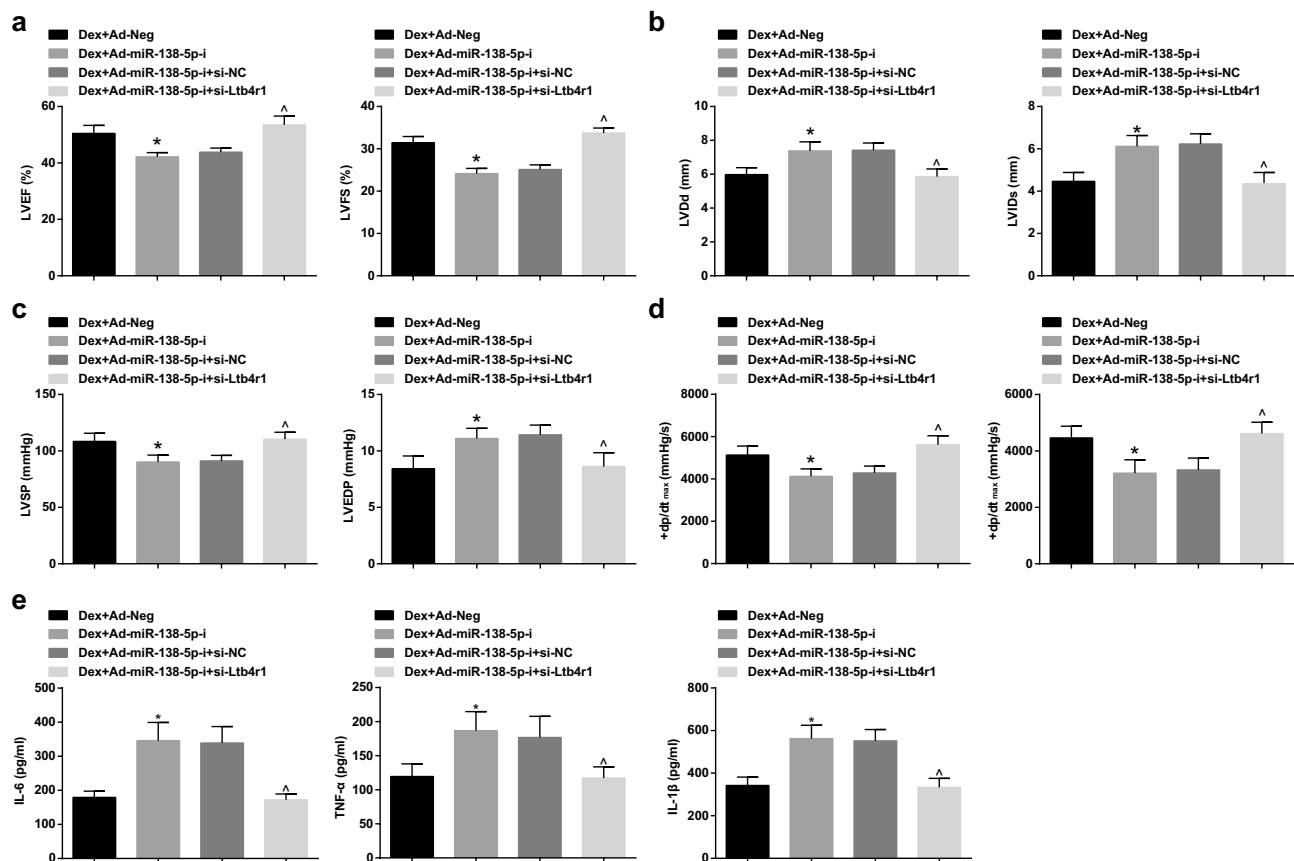 a
Dex+Ad-Neg
Dex+Ad-miR-138-5p-i
Dex+Ad-miR-138-5p-i+si-NC
Dex+Ad-miR-138-5p-i+si-Ltb4r1
60
40
20
0
LVEF (%)
*
^
Dex+Ad-Neg
Dex+Ad-miR-138-5p-i
Dex+Ad-miR-138-5p-i+si-NC
Dex+Ad-miR-138-5p-i+si-Ltb4r1
40
30
20
10
0
LVFS (%)
*
^
b
Dex+Ad-Neg
Dex+Ad-miR-138-5p-i
Dex+Ad-miR-138-5p-i+si-NC
Dex+Ad-miR-138-5p-i+si-Ltb4r1
10
8
6
4
2
0
LVDd (mm)
*
^
Dex+Ad-Neg
Dex+Ad-miR-138-5p-i
Dex+Ad-miR-138-5p-i+si-NC
Dex+Ad-miR-138-5p-i+si-Ltb4r1
8
6
4
2
0
LVIDs (mm)
*
^
c
Dex+Ad-Neg
Dex+Ad-miR-138-5p-i
Dex+Ad-miR-138-5p-i+si-NC
Dex+Ad-miR-138-5p-i+si-Ltb4r1
150
100
50
0
LVSP (mmHg)
*
^
Dex+Ad-Neg
Dex+Ad-miR-138-5p-i
Dex+Ad-miR-138-5p-i+si-NC
Dex+Ad-miR-138-5p-i+si-Ltb4r1
15
10
5
0
LVEDP (mmHg)
*
^
d
Dex+Ad-Neg
Dex+Ad-miR-138-5p-i
Dex+Ad-miR-138-5p-i+si-NC
Dex+Ad-miR-138-5p-i+si-Ltb4r1
8000
6000
4000
2000
0
+dp/dt max (mmHg/s)
*
^
Dex+Ad-Neg
Dex+Ad-miR-138-5p-i
Dex+Ad-miR-138-5p-i+si-NC
Dex+Ad-miR-138-5p-i+si-Ltb4r1
6000
4000
2000
0
+dp/dt max (mmHg/s)
*
^
e
Dex+Ad-Neg
Dex+Ad-miR-138-5p-i
Dex+Ad-miR-138-5p-i+si-NC
Dex+Ad-miR-138-5p-i+si-Ltb4r1
500
400
300
200
100
0
IL-6 (pg/ml)
*
^
Dex+Ad-Neg
Dex+Ad-miR-138-5p-i
Dex+Ad-miR-138-5p-i+si-NC
Dex+Ad-miR-138-5p-i+si-Ltb4r1
250
200
150
100
50
0
TNF-α (pg/ml)
*
^
Dex+Ad-Neg
Dex+Ad-miR-138-5p-i
Dex+Ad-miR-138-5p-i+si-NC
Dex+Ad-miR-138-5p-i+si-Ltb4r1
800
600
400
200
0
IL-1β (pg/ml)
*
^